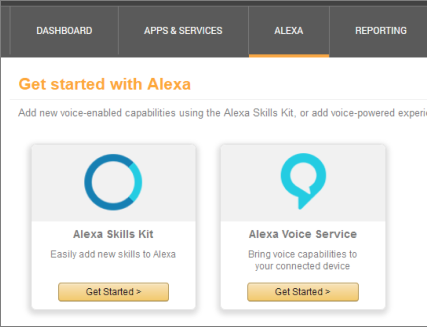 DASHBOARD APPS & SERVICES ALEXA REPORTING
Get started with Alexa
Add new voice-enabled capabilities using the Alexa Skills Kit, or add voice-powered
Alexa Skills Kit
Easily add new skills to Alexa
Get Started >
Alexa Voice Service
Bring voice capabilities to
your connected device
Get Started >